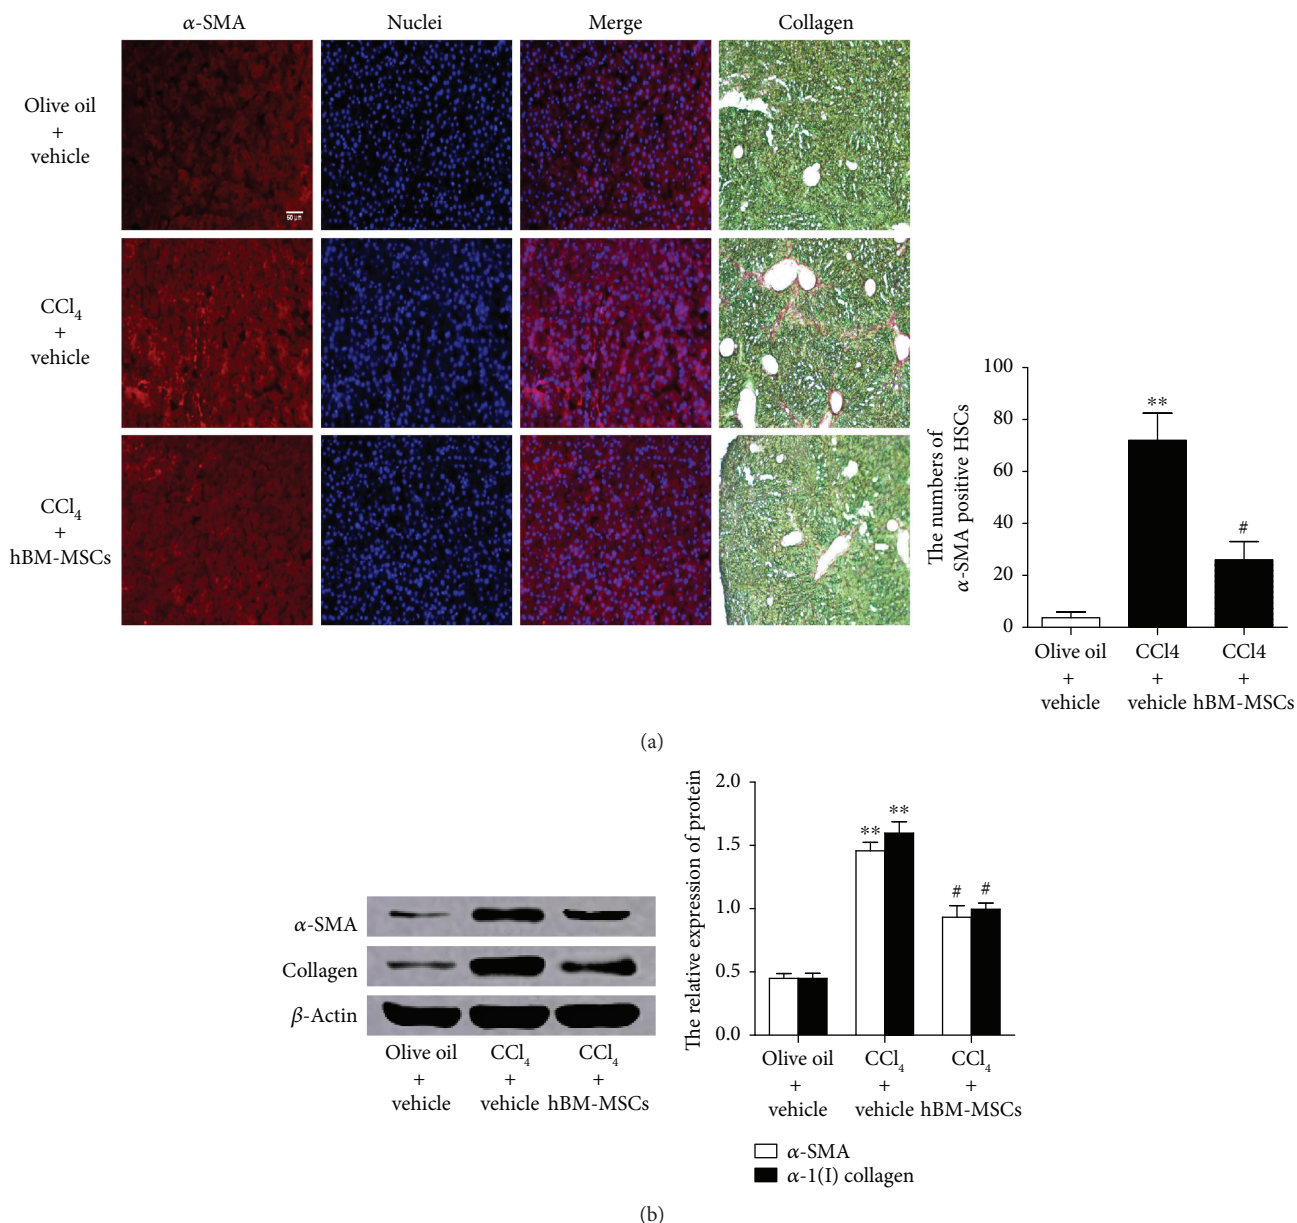 α-SMA Nuclei Merge Collagen
Olive oil
+
vehicle
50 μm
CCl4
+
vehicle
CCl4
+
hBM-MSCs
The numbers of
α-SMA positive HSCs
100
80
60
40
20
0
**
#
Olive oil
+
vehicle
CCl4
+
vehicle
CCl4
+
hBM-MSCs
(a)
α-SMA
Collagen
β-Actin
Olive oil
+
vehicle
CCl4
+
vehicle
CCl4
+
hBM-MSCs
The relative expression of protein
2.0
1.5
1.0
0.5
0.0
**
**
#
#
Olive oil
+
vehicle
CCl4
+
vehicle
CCl4
+
hBM-MSCs
α-SMA
α-1(I) collagen
(b)